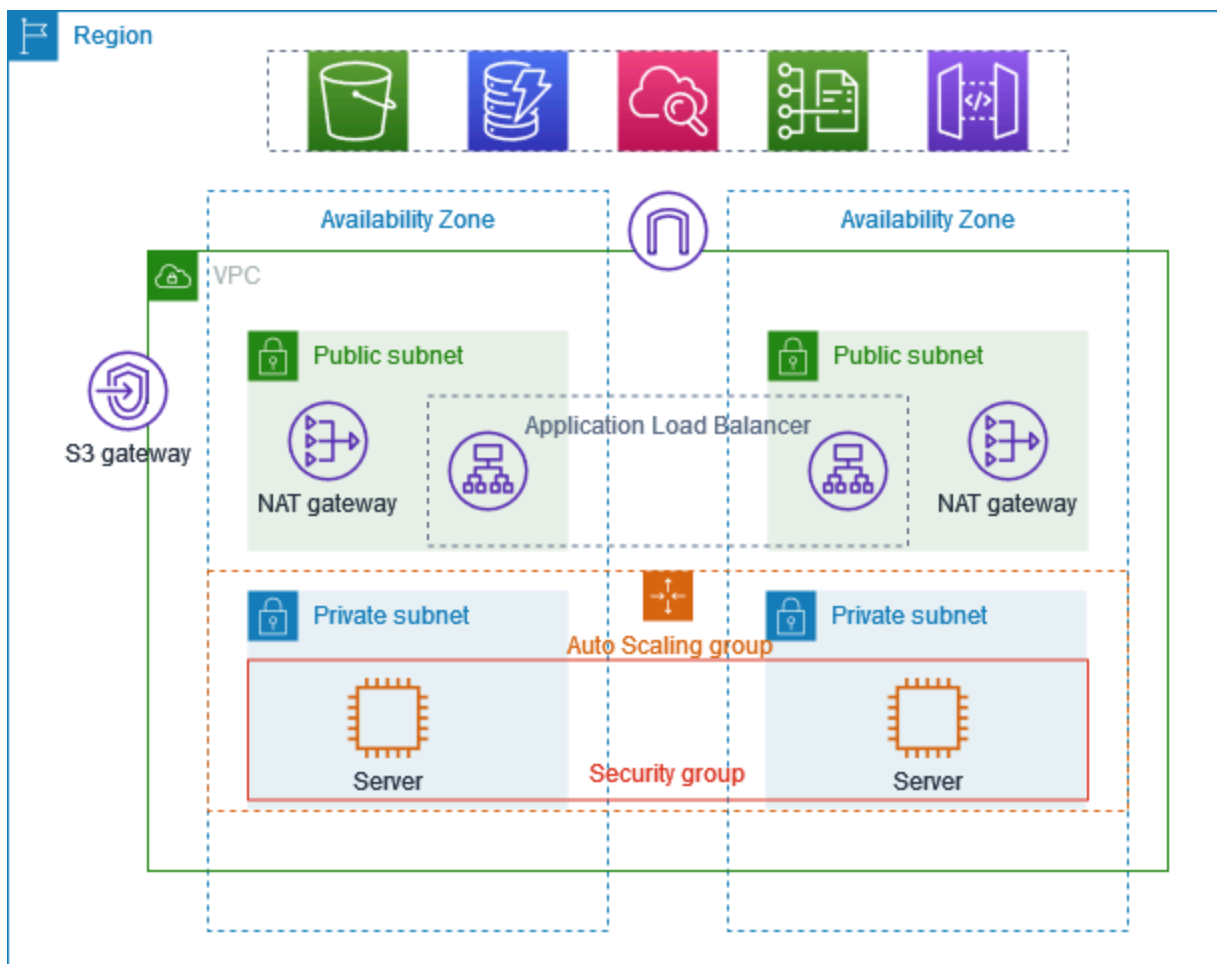 Region
Availability Zone
Availability Zone
VPC
Public subnet
Public subnet
Application Load Balancer
S3 gateway
NAT gateway
NAT gateway
Private subnet
Private subnet
Auto Scaling group
Security group
Server
Server